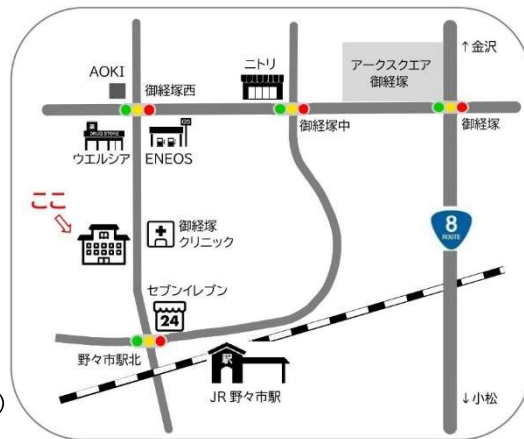 AOKI
御経塚西
ニトリ
アークスクエア
御経塚
↑金沢
DRUG STORE
ウエルシア
GS
ENEOS
御経塚中
御経塚
ここ
御経塚
クリニック
8
ROUTE
セブンイレブン
24
野々市駅北
駅
JR 野々市駅
↓小松
)